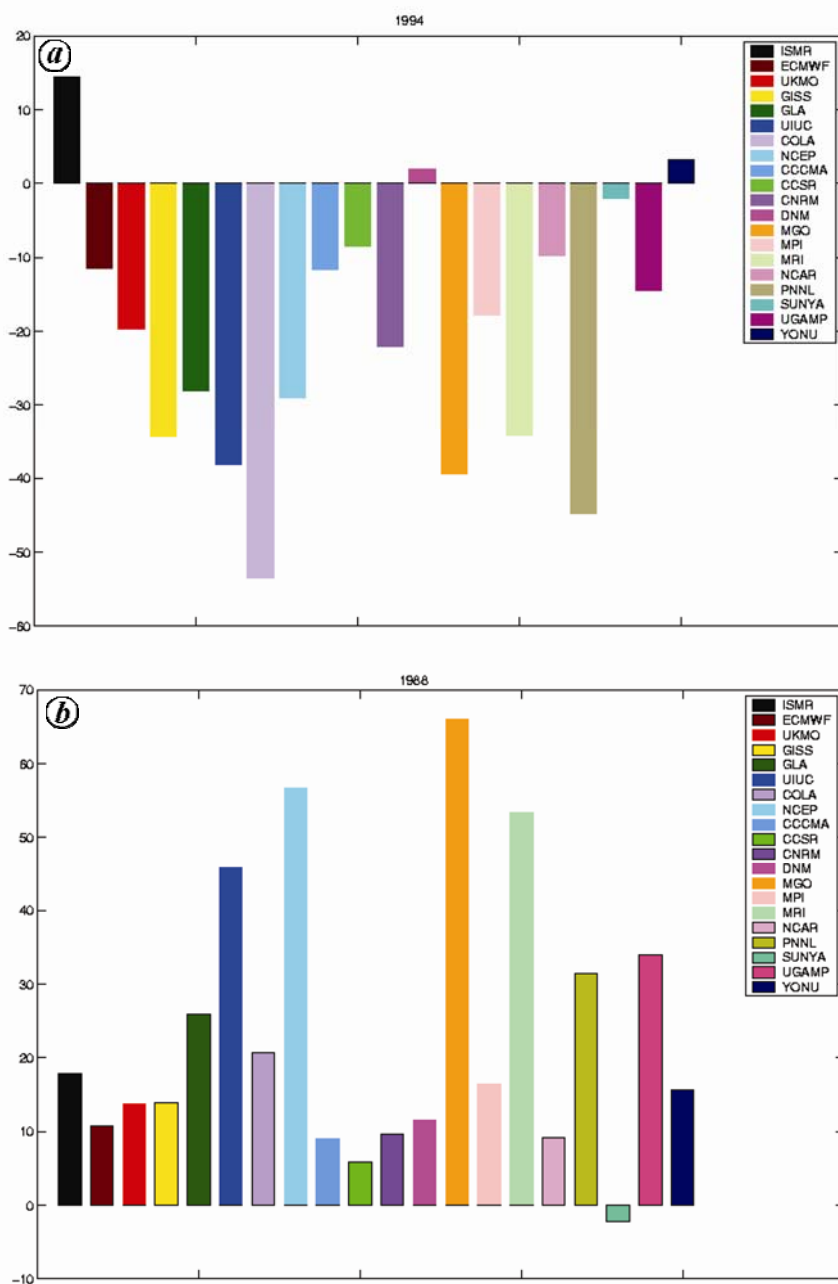 1994
a
20
10
0
-10
-20
-30
-40
-50
-60
ISMR
ECMWF
UKMO
GISS
GLA
UIUC
COLA
NCEP
CCCMA
CCSR
CNRM
DNM
MGO
MPI
MRI
NCAR
PNNL
SUNYA
UGAMP
YONU
1988
b
70
60
50
40
30
20
10
0
-10
ISMR
ECMWF
UKMO
GISS
GLA
UIUC
COLA
NCEP
CCCMA
CCSR
CNRM
DNM
MGO
MPI
MRI
NCAR
PNNL
SUNYA
UGAMP
YONU